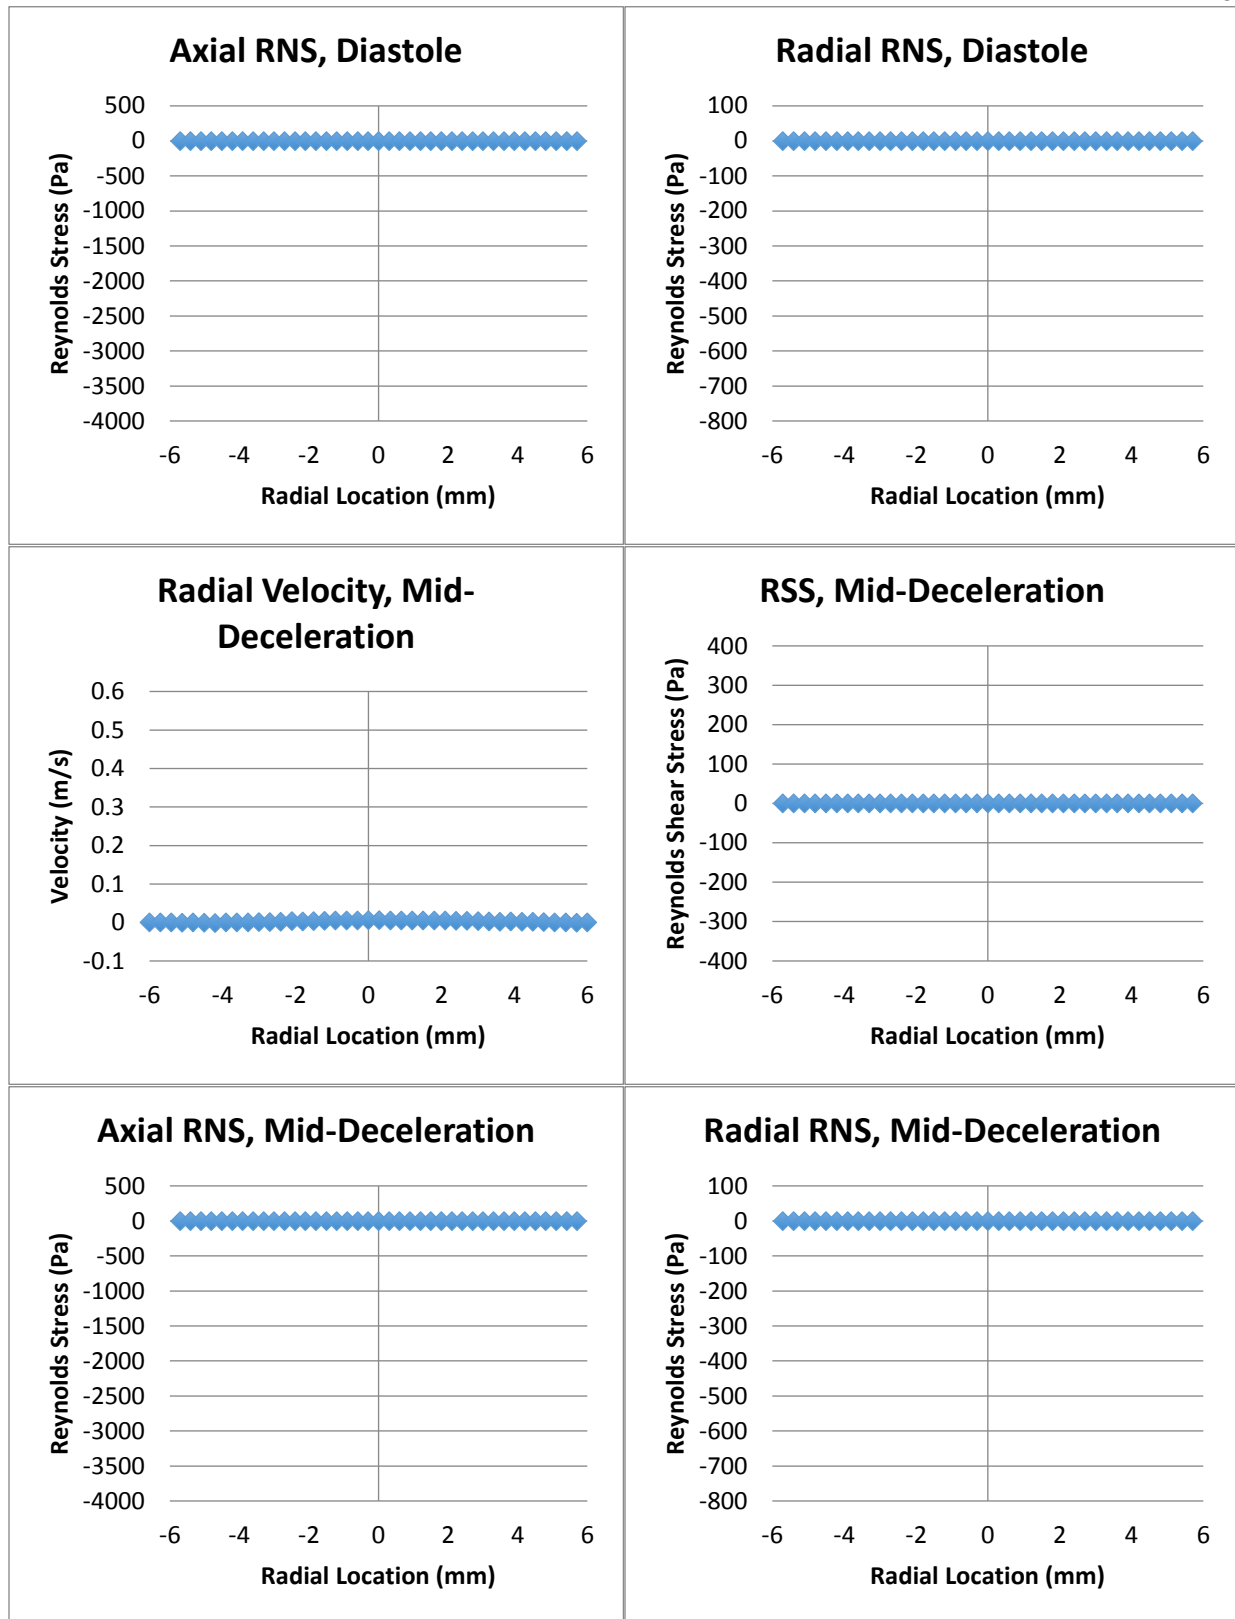 Axial RNS, Diastole
500
0
-500
-1000
-1500
-2000
-2500
-3000
-3500
-4000
Reynolds Stress (Pa)
-6 -4 -2 0 2 4 6
Radial Location (mm)
Radial RNS, Diastole
100
0
-100
-200
-300
-400
-500
-600
-700
-800
Reynolds Stress (Pa)
-6 -4 -2 0 2 4 6
Radial Location (mm)
Radial Velocity, Mid-
Deceleration
0.6
0.5
0.4
0.3
0.2
0.1
0
-0.1
Velocity (m/s)
-6 -4 -2 0 2 4 6
Radial Location (mm)
RSS, Mid-Deceleration
400
300
200
100
0
-100
-200
-300
-400
Reynolds Shear Stress (Pa)
-6 -4 -2 0 2 4 6
Radial Location (mm)
Axial RNS, Mid-Deceleration
500
0
-500
-1000
-1500
-2000
-2500
-3000
-3500
-4000
Reynolds Stress (Pa)
-6 -4 -2 0 2 4 6
Radial Location (mm)
Radial RNS, Mid-Deceleration
100
0
-100
-200
-300
-400
-500
-600
-700
-800
Reynolds Stress (Pa)
-6 -4 -2 0 2 4 6
Radial Location (mm)